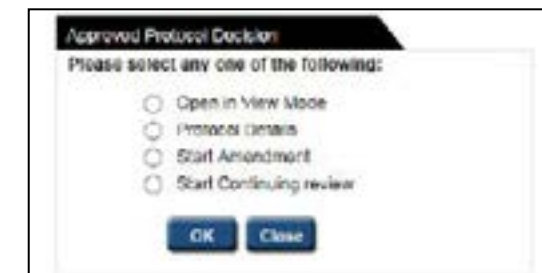 Approved Protocol Decision
Please select any one of the following:
Open in View Mode
Protocol Details
Start Amendment
Start Continuing review
OK Close